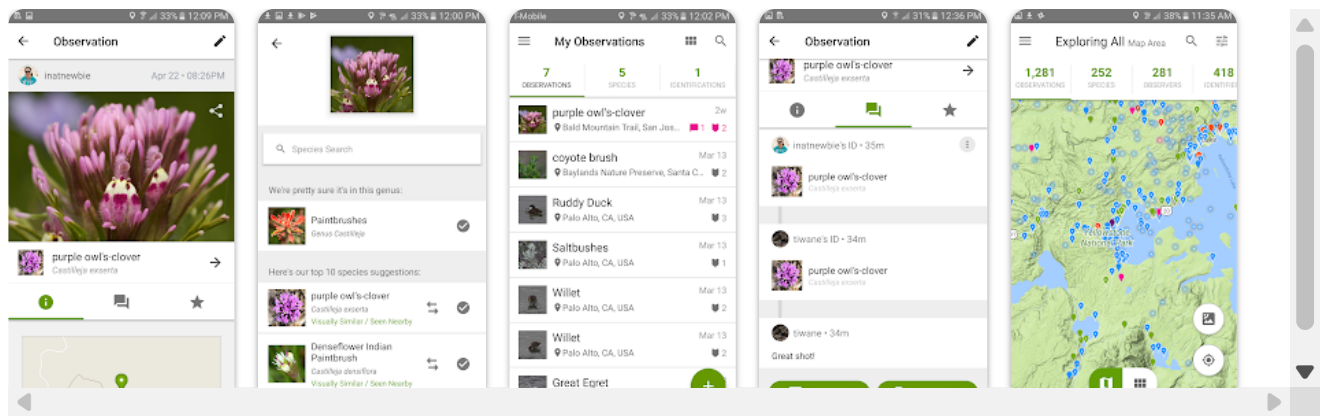 33% 12:09 PM
Observation
inatnewbie
Apr 22 • 08:26PM
purple owl's-clover
Castilleja exserta
33% 12:00 PM
Species Search
We're pretty sure it's in this genus:
Paintbrushes
Genus Castilleja
Here's our top 10 species suggestions:
purple owl's-clover
Castilleja exserta
Visually Similar / Seen Nearby
Denseflower Indian
Paintbrush
Castilleja densiflora
Visually Similar / Seen Nearby
T-Mobile 33% 12:02 PM
My Observations
7 5 1
OBSERVATIONS SPECIES IDENTIFICATIONS
purple owl's-clover 2w
Bald Mountain Trail, San Jos... 1 2
coyote brush Mar 13
Baylands Nature Preserve, Santa C... 2
Ruddy Duck Mar 13
Palo Alto, CA, USA 3
Saltbushes Mar 13
Palo Alto, CA, USA 1
Willet Mar 13
Palo Alto, CA, USA 2
Willet Mar 13
Palo Alto, CA, USA 2
Great Egret Mar 13
+
31% 12:36 PM
Observation
purple owl's-clover
Castilleja exserta
inatnewbie's ID • 35m
purple owl's-clover
Castilleja exserta
tiwane's ID • 34m
purple owl's-clover
Castilleja exserta
tiwane • 34m
Great shot!
38% 11:35 AM
Exploring All Map Area
1,281 252 281 418
OBSERVATIONS SPECIES OBSERVERS IDENTIFIE
National Park